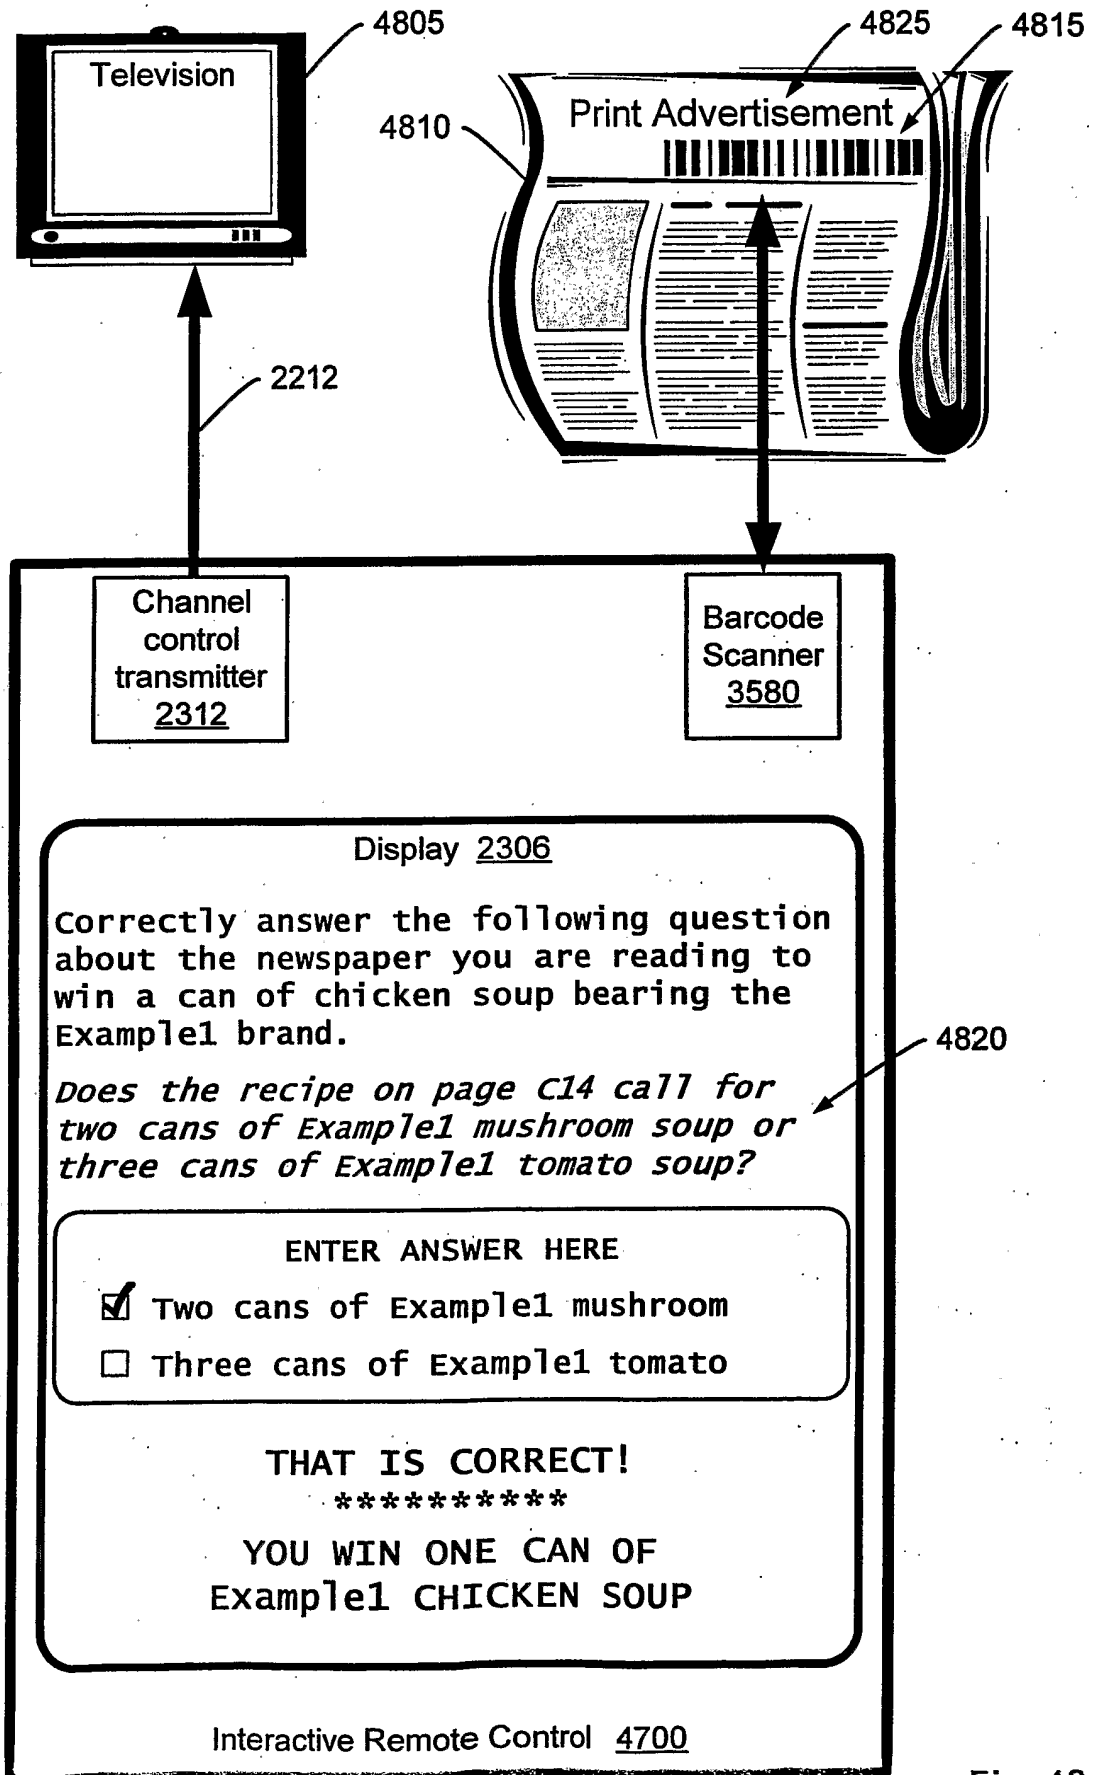 4805
4825
4815
Television
Print Advertisement
4810
2212
Channel
control
transmitter
2312
Barcode
Scanner
3580
Display 2306
Correctly answer the following question
about the newspaper you are reading to
win a can of chicken soup bearing the
Example1 brand.
4820
Does the recipe on page C14 call for
two cans of Example1 mushroom soup or
three cans of Example1 tomato soup?
ENTER ANSWER HERE
Two cans of Example1 mushroom
Three cans of Example1 tomato
THAT IS CORRECT!
**********
YOU WIN ONE CAN OF
Example1 CHICKEN SOUP
Interactive Remote Control 4700